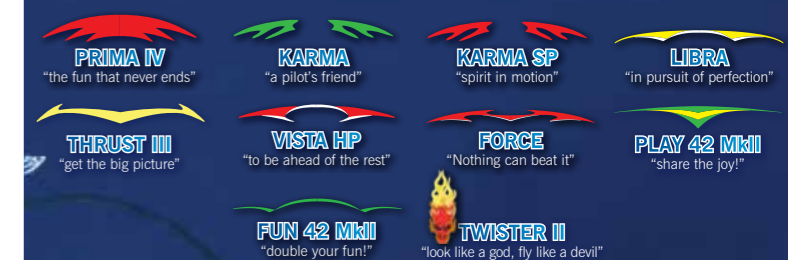 PRIMA IV
“the fun that never ends”
KARMA
“a pilot’s friend”
KARMA SP
“spirit in motion”
LIBRA
“in pursuit of perfection”
THRUST III
“get the big picture”
VISTA HP
“to be ahead of the rest”
FORCE
“Nothing can beat it”
PLAY 42 MkII
“share the joy!”
FUN 42 MkII
“double your fun!”
TWISTER II
“look like a god, fly like a devil”